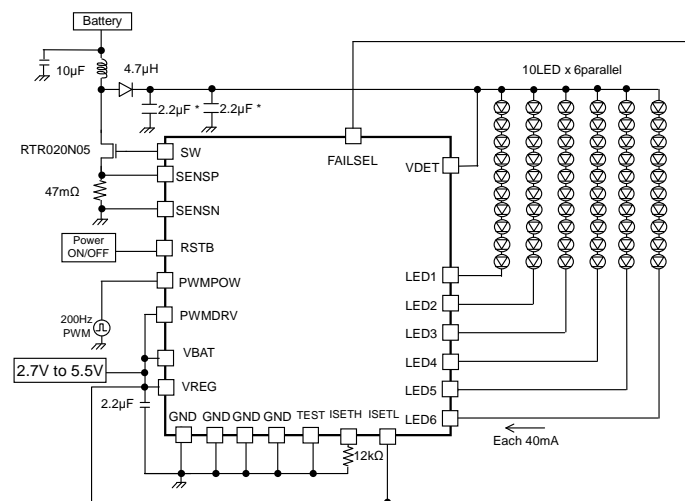 Battery
10µF
4.7µH
10LED x 6parallel
2.2µF *
2.2µF *
RTR020N05
FAILSEL
SW
VDET
SENSP
47mΩ
SENSN
Power
ON/OFF
RSTB
LED1
PWMPOW
LED2
200Hz
PWM
PWMDRV
LED3
2.7V to 5.5V
VBAT
LED4
VREG
LED5
2.2µF
GND
GND
GND
GND
TEST
ISETH
ISETL
LED6
12kΩ
Each 40mA